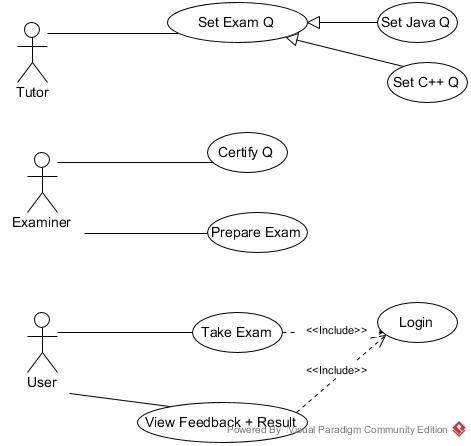 Set Exam Q
Set Java Q
Tutor
Set C++ Q
Certify Q
Examiner
Prepare Exam
Take Exam
<<Include>>
Login
<<Include>>
User
View Feedback + Result
Powered By Visual Paradigm Community Edition